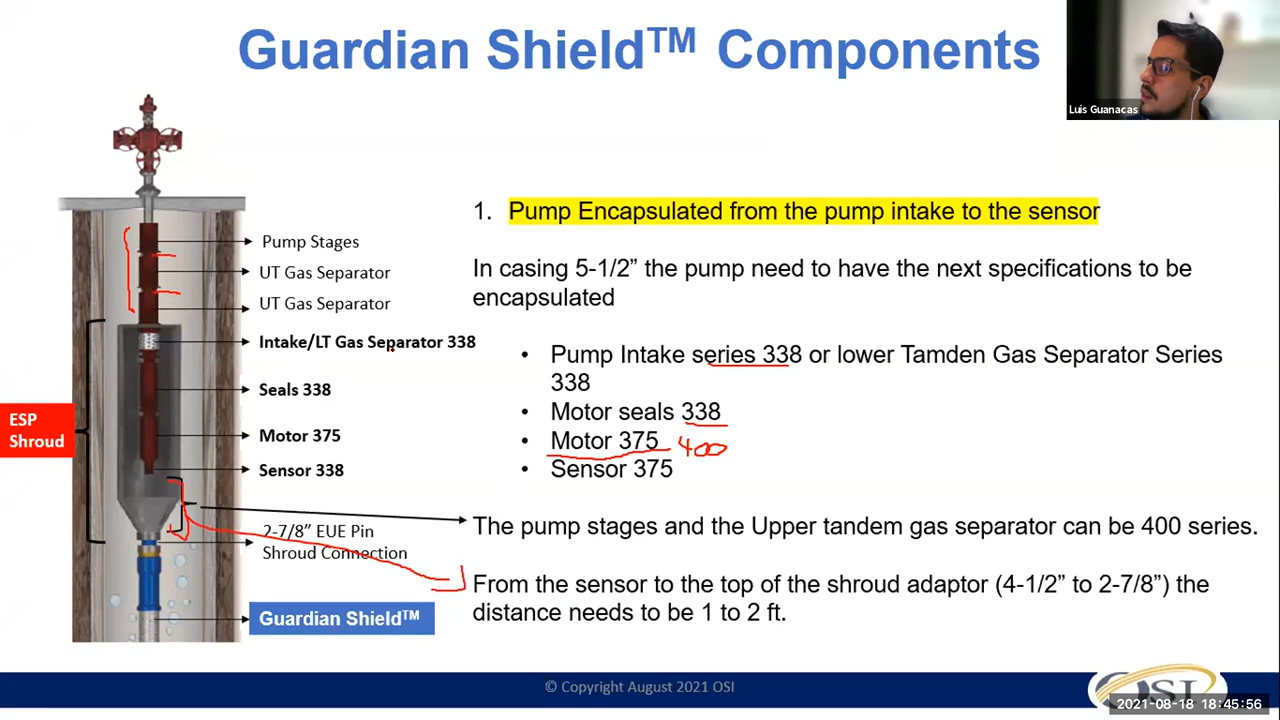 Guardian Shield™ Components
Luis Guanacas
Pump Stages
UT Gas Separator
UT Gas Separator
Intake/LT Gas Separator 338
Seals 338
ESP
Shroud
Motor 375
Sensor 338
2-7/8" EUE Pin
Shroud Connection
Guardian Shield™
1. Pump Encapsulated from the pump intake to the sensor
In casing 5-1/2" the pump need to have the next specifications to be
encapsulated
• Pump Intake series 338 or lower Tamden Gas Separator Series
338
• Motor seals 338
• Motor 375 400
• Sensor 375
The pump stages and the Upper tandem gas separator can be 400 series.
From the sensor to the top of the shroud adaptor (4-1/2" to 2-7/8") the
distance needs to be 1 to 2 ft.
© Copyright August 2021 OSI
OSI
2021-08-18 18:45:56